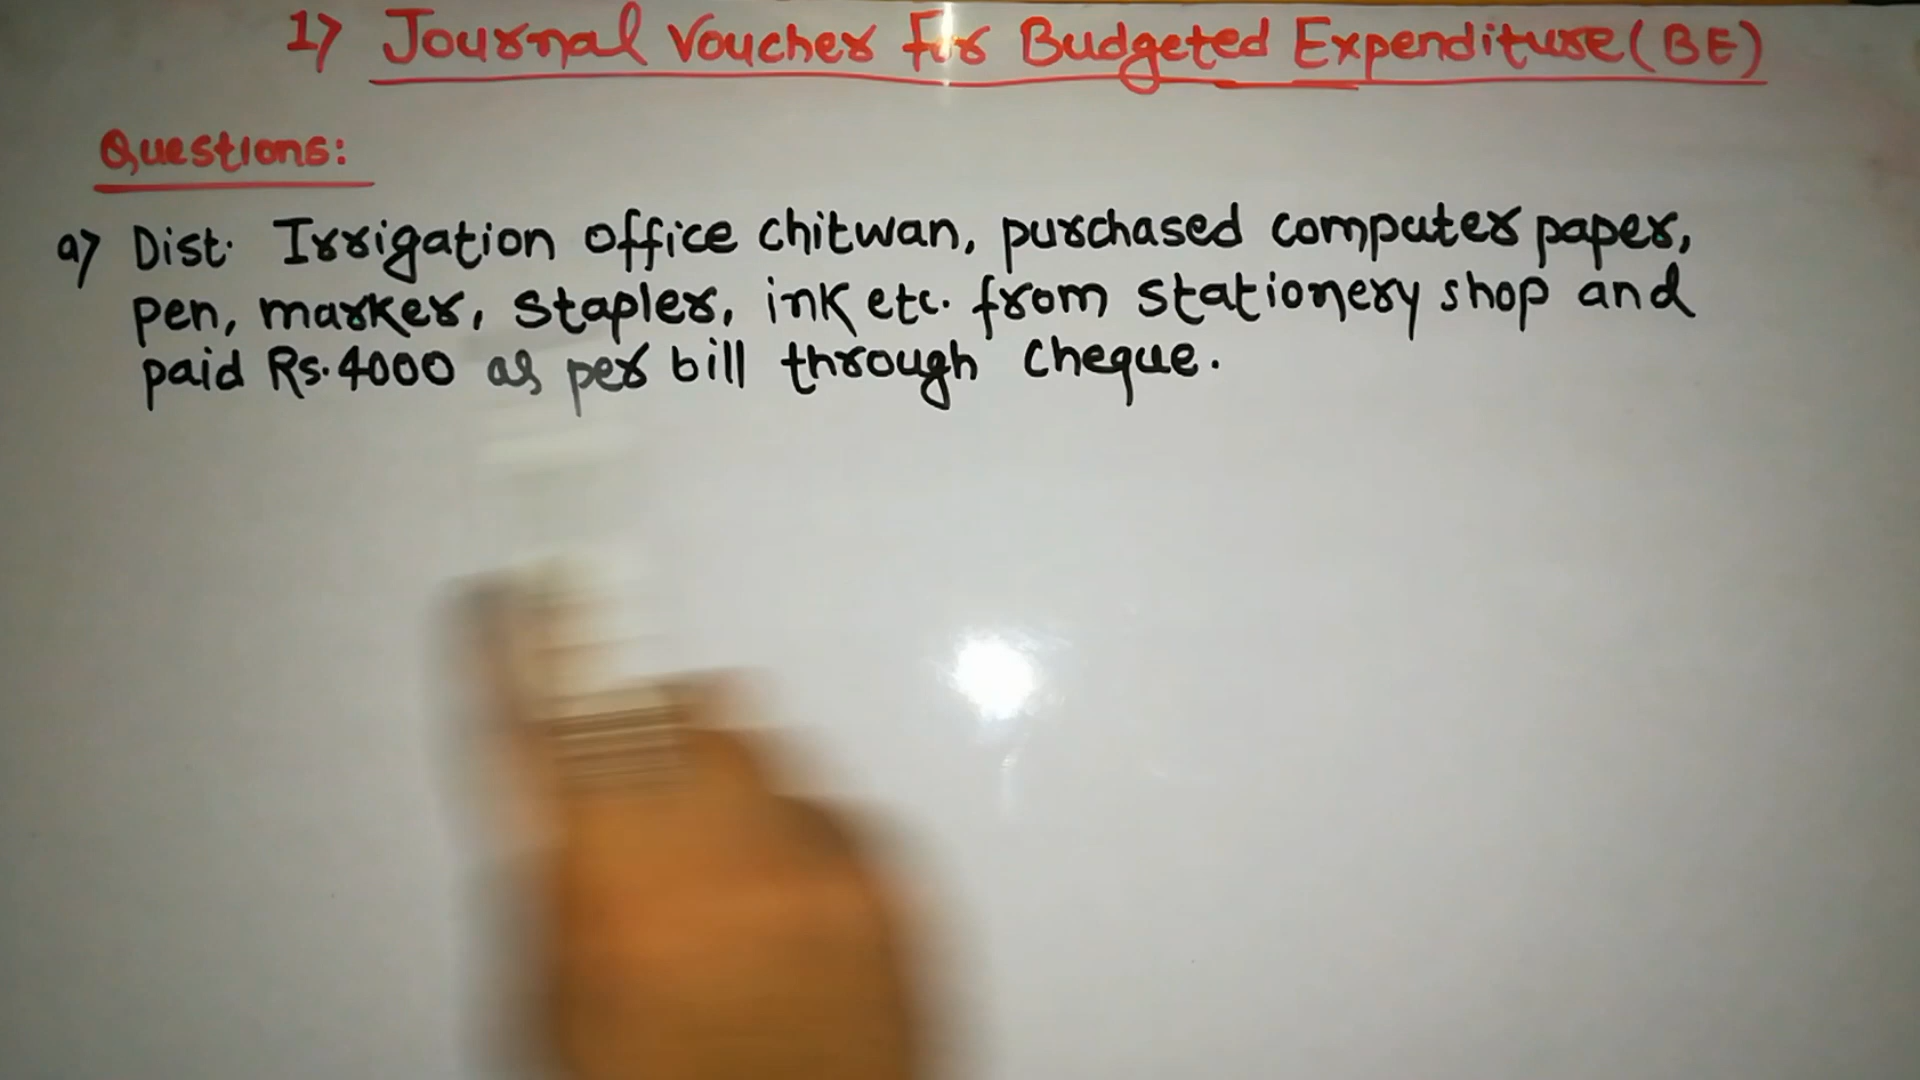 1) Journal Voucher For Budgeted Expenditure (BE)
Questions:
a) Dist. Irrigation office chitwan, purchased computer paper,
pen, marker, stapler, ink etc. from stationery shop and
paid Rs. 4000 as per bill through cheque.